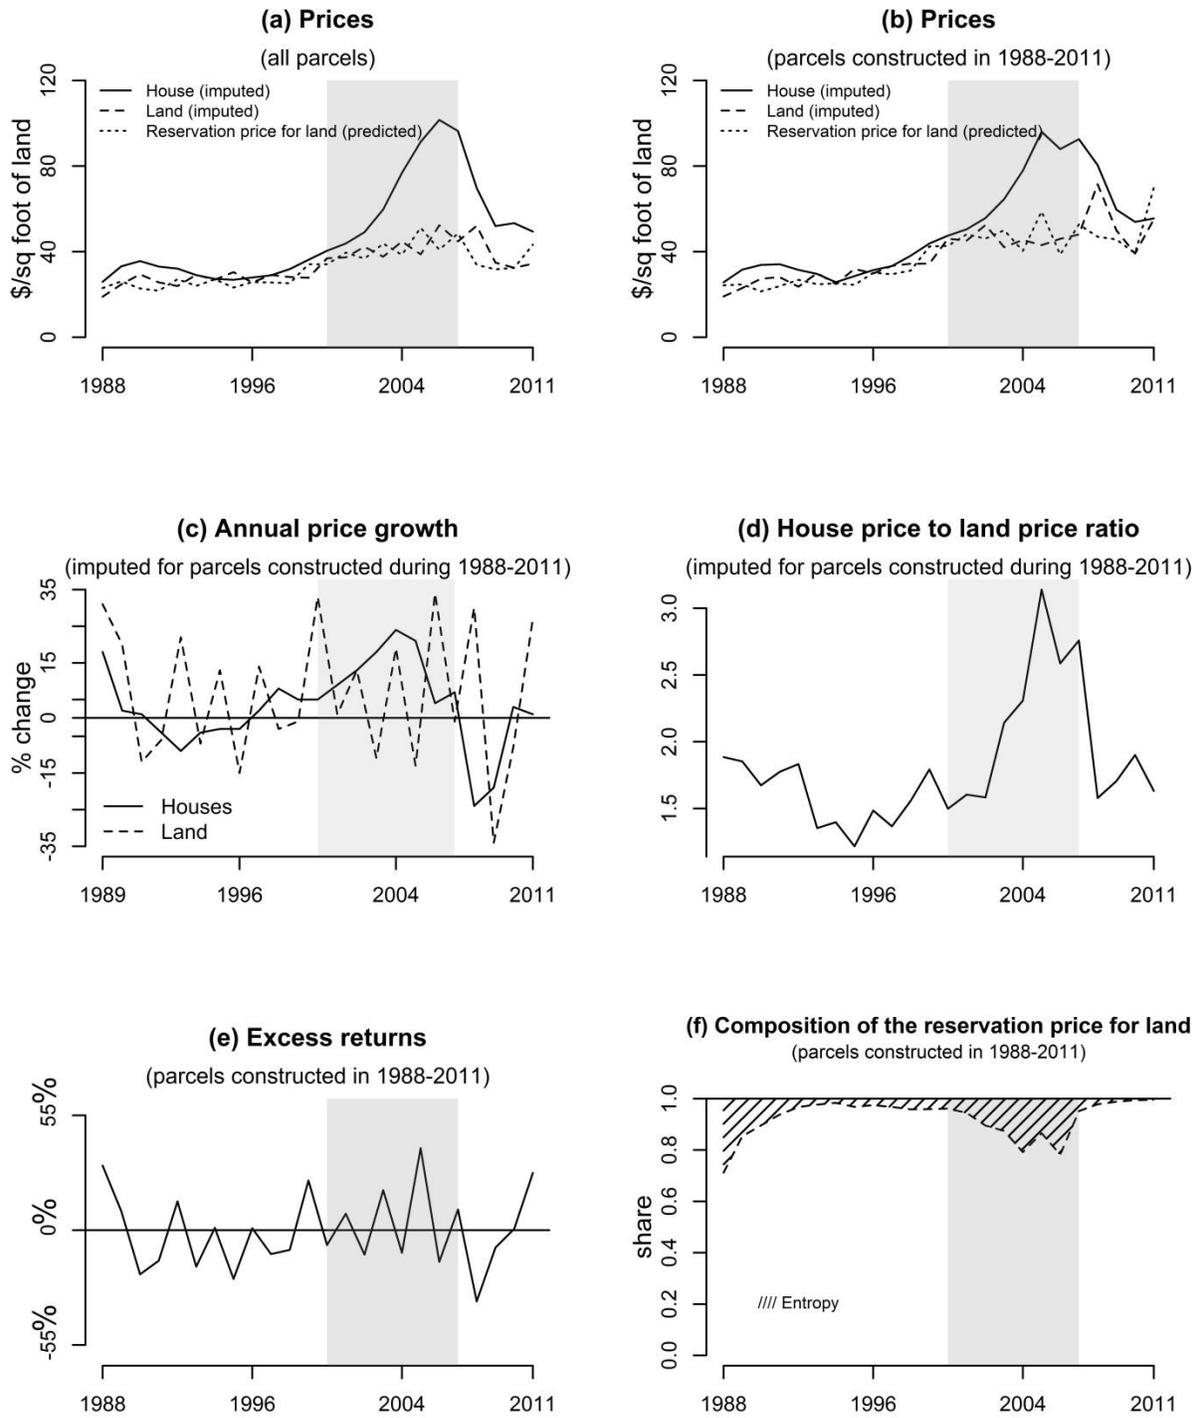 (a) Prices
(all parcels)
$/sq foot of land
0
40
80
120
House (imputed)
Land (imputed)
Reservation price for land (predicted)
1988
1996
2004
2011
(b) Prices
(parcels constructed in 1988-2011)
$/sq foot of land
0
40
80
120
House (imputed)
Land (imputed)
Reservation price for land (predicted)
1988
1996
2004
2011
(c) Annual price growth
(imputed for parcels constructed during 1988-2011)
% change
-35
-15
0
15
35
Houses
Land
1989
1996
2004
2011
(d) House price to land price ratio
(imputed for parcels constructed during 1988-2011)
1.5
2.0
2.5
3.0
1988
1996
2004
2011
(e) Excess returns
(parcels constructed in 1988-2011)
-55%
0%
55%
1988
1996
2004
2011
(f) Composition of the reservation price for land
(parcels constructed in 1988-2011)
share
0.0
0.2
0.4
0.6
0.8
1.0
//// Entropy
1988
1996
2004
2011